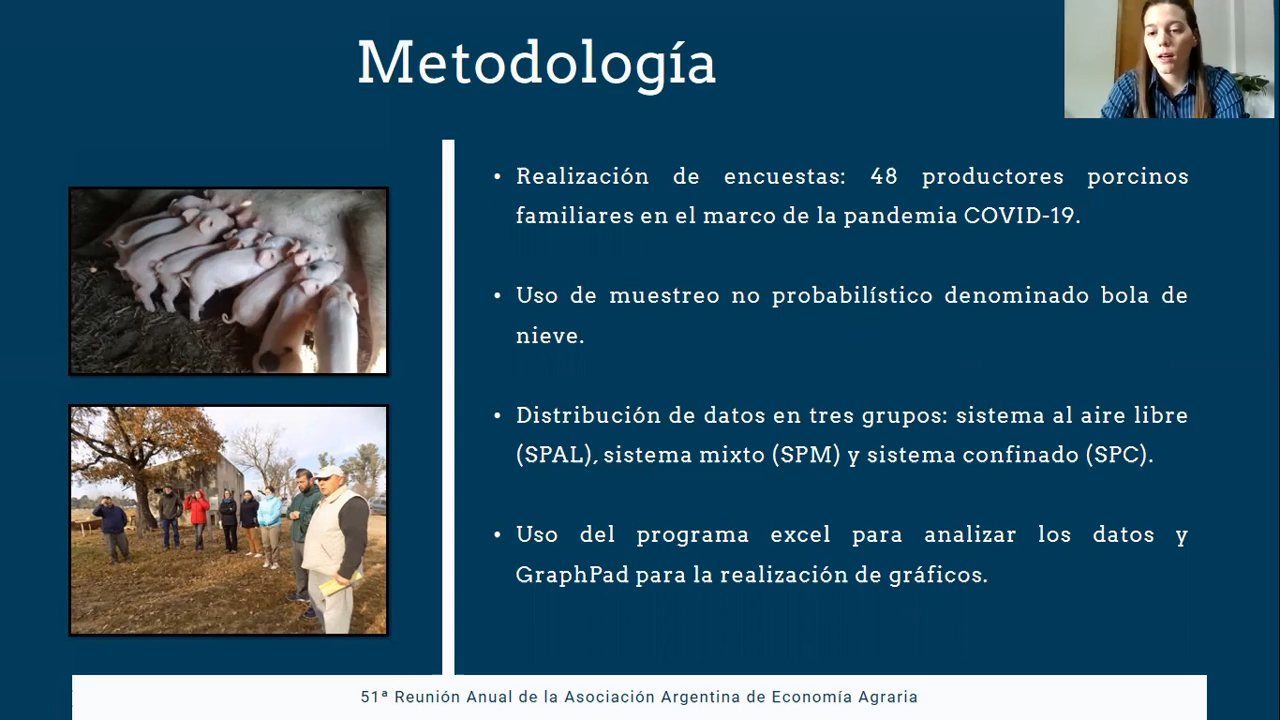 Metodología
• Realización de encuestas: 48 productores porcinos
familiares en el marco de la pandemia COVID-19.
• Uso de muestreo no probabilístico denominado bola de
nieve.
• Distribución de datos en tres grupos: sistema al aire libre
(SPAL), sistema mixto (SPM) y sistema confinado (SPC).
• Uso del programa excel para analizar los datos y
GraphPad para la realización de gráficos.
51ª Reunión Anual de la Asociación Argentina de Economía Agraria